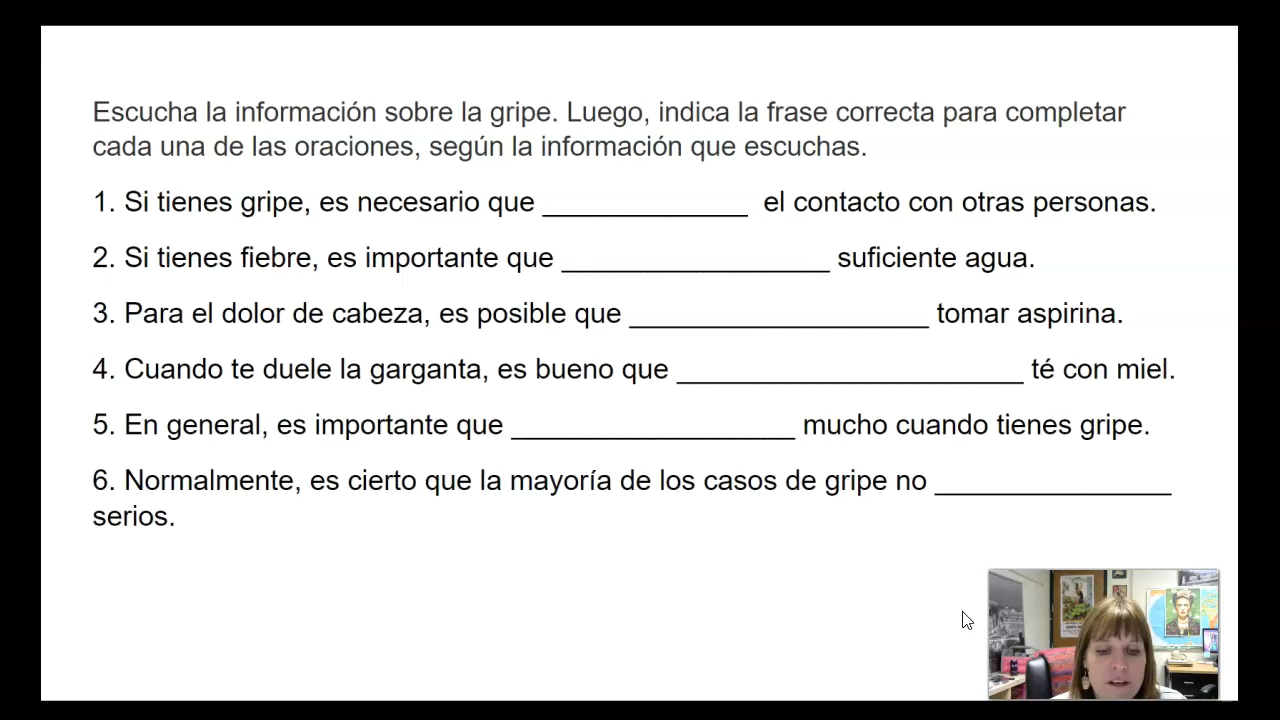 Escucha la información sobre la gripe. Luego, indica la frase correcta para completar
cada una de las oraciones, según la información que escuchas.
1. Si tienes gripe, es necesario que _____________ el contacto con otras personas.
2. Si tienes fiebre, es importante que _________________ suficiente agua.
3. Para el dolor de cabeza, es posible que ___________________ tomar aspirina.
4. Cuando te duele la garganta, es bueno que ______________________ té con miel.
5. En general, es importante que __________________ mucho cuando tienes gripe.
6. Normalmente, es cierto que la mayoría de los casos de gripe no _______________
serios.